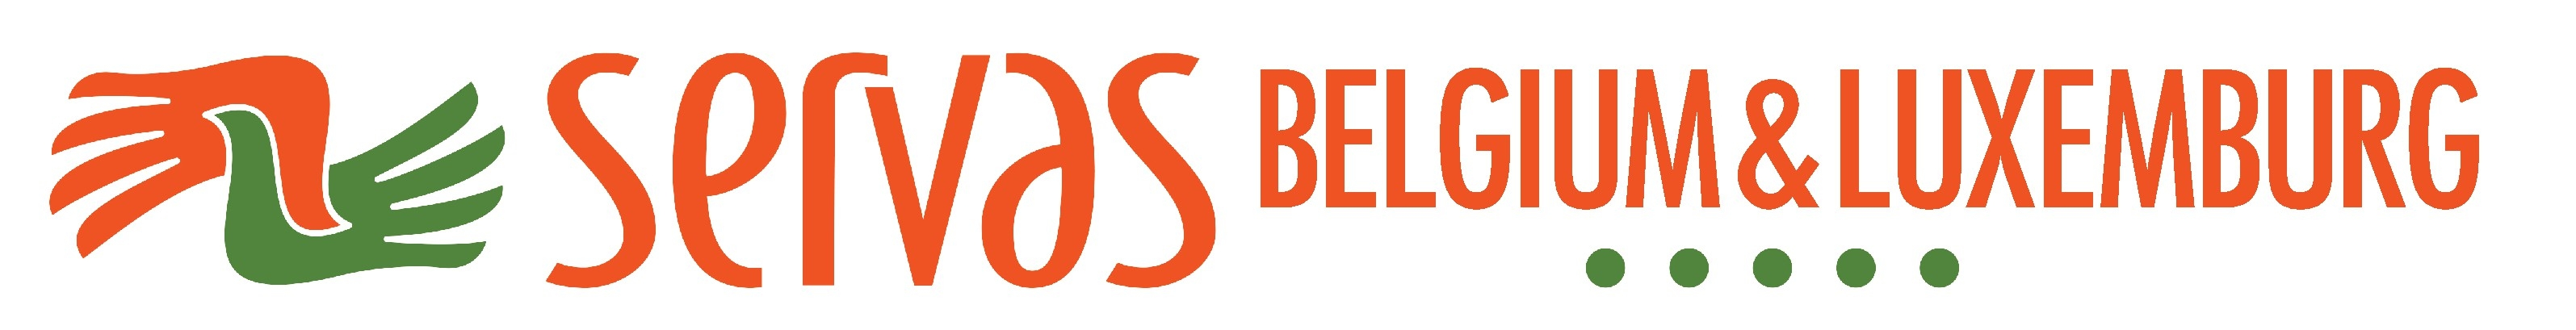 servas BELGIUM & LUXEMBURG